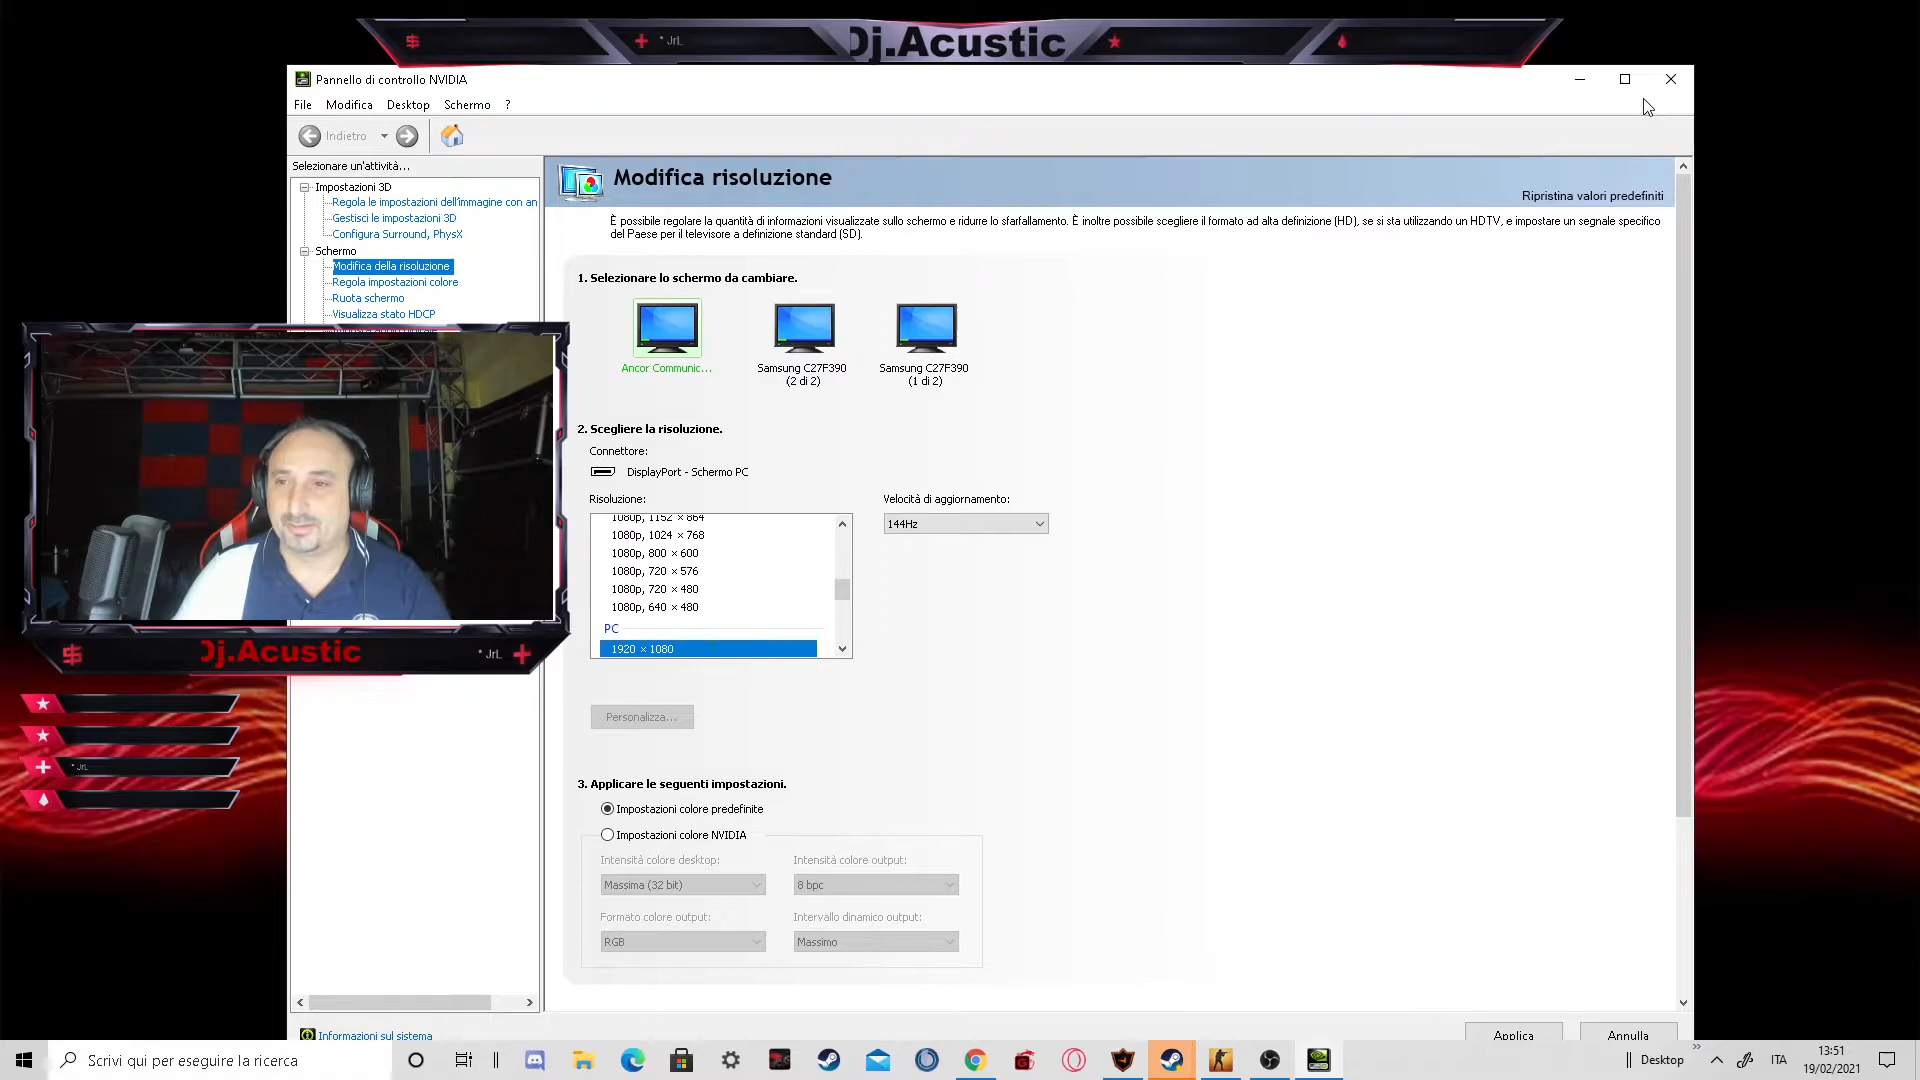 * JrL
Dj.Acustic
Pannello di controllo NVIDIA
File Modifica Desktop Schermo ?
Indietro
Selezionare un'attività...
Impostazioni 3D
Regola le impostazioni dell'immagine con an
Gestisci le impostazioni 3D
Configura Surround, PhysX
Schermo
Modifica della risoluzione
Regola impostazioni colore
Ruota schermo
Visualizza stato HDCP
Modifica risoluzione
Ripristina valori predefiniti
È possibile regolare la quantità di informazioni visualizzate sullo schermo e ridurre lo sfarfallamento. È inoltre possibile scegliere il formato ad alta definizione (HD), se si sta utilizzando un HDTV, e impostare un segnale specifico
del Paese per il televisore a definizione standard (SD).
1. Selezionare lo schermo da cambiare.
Ancor Communic...
Samsung C27F390
(2 di 2)
Samsung C27F390
(1 di 2)
2. Scegliere la risoluzione.
Connettore:
DisplayPort - Schermo PC
Risoluzione:
1080p, 1152 × 864
1080p, 1024 × 768
1080p, 800 × 600
1080p, 720 × 576
1080p, 720 × 480
1080p, 640 × 480
PC
1920 × 1080
Velocità di aggiornamento:
144Hz
Personalizza...
3. Applicare le seguenti impostazioni.
Impostazioni colore predefinite
Impostazioni colore NVIDIA
Intensità colore desktop:
Massima (32 bit)
Intensità colore output:
8 bpc
Formato colore output:
RGB
Intervallo dinamico output:
Massimo
Dj.Acustic
* JrL
* JrL
Informazioni sul sistema
Applica
Annulla
Scrivi qui per eseguire la ricerca
Desktop
ITA
13:51
19/02/2021